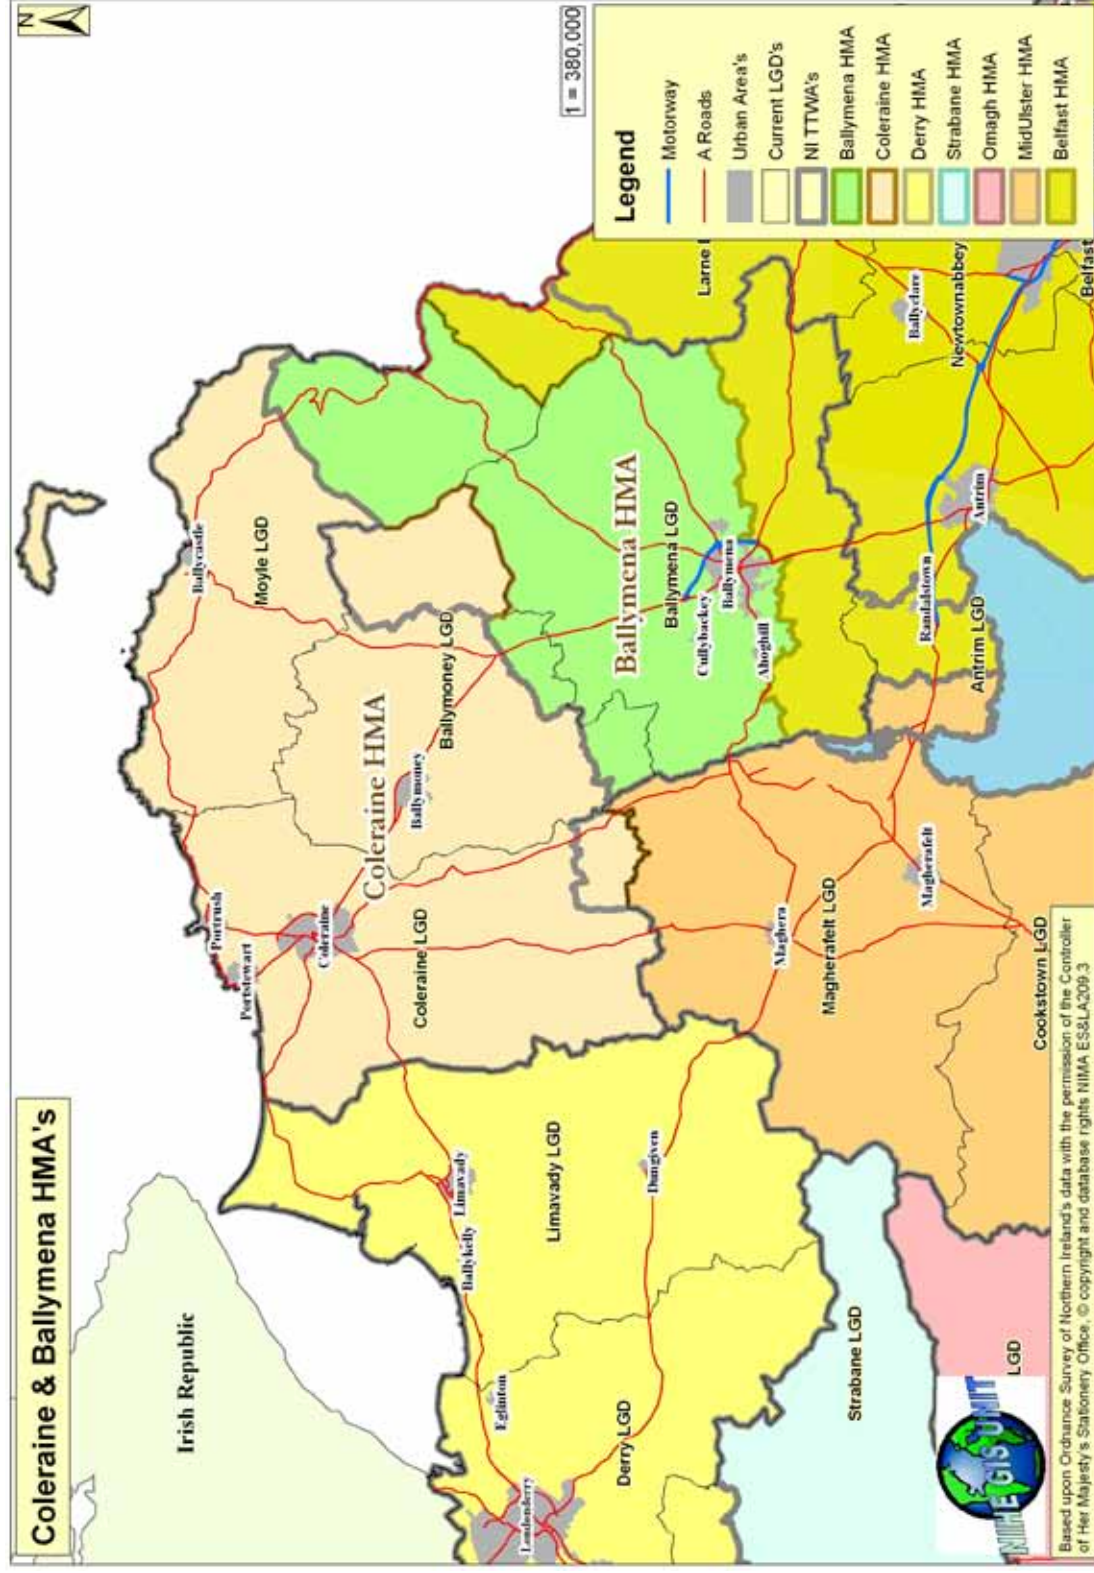 Coleraine & Ballymena HMA's
N
1 = 380,000
Irish Republic
Portrush
Portstewart
Coleraine
Ballycastle
Moyle LGD
Coleraine HMA
Ballymoney
Ballymoney LGD
Coleraine LGD
Limavady
Ballykelly
Eglinton
Londonderry
Limavady LGD
Derry LGD
Dungiven
Ballymena HMA
Ballymena LGD
Cullybackey
Ballymena
Ahoghill
Larne
Maghera
Magherafelt LGD
Magherafelt
Strabane LGD
Randalstown
Antrim
Antrim LGD
Ballyclare
Newtownabbey
Belfast
Cookstown LGD
LGD
Legend
Motorway
A Roads
Urban Area's
Current LGD's
NI TTWA's
Ballymena HMA
Coleraine HMA
Derry HMA
Strabane HMA
Omagh HMA
MidUlster HMA
Belfast HMA
NIHE GIS UNIT
Based upon Ordnance Survey of Northern Ireland's data with the permission of the Controller
of Her Majesty's Stationery Office, © copyright and database rights NIMA ES&LA209.3